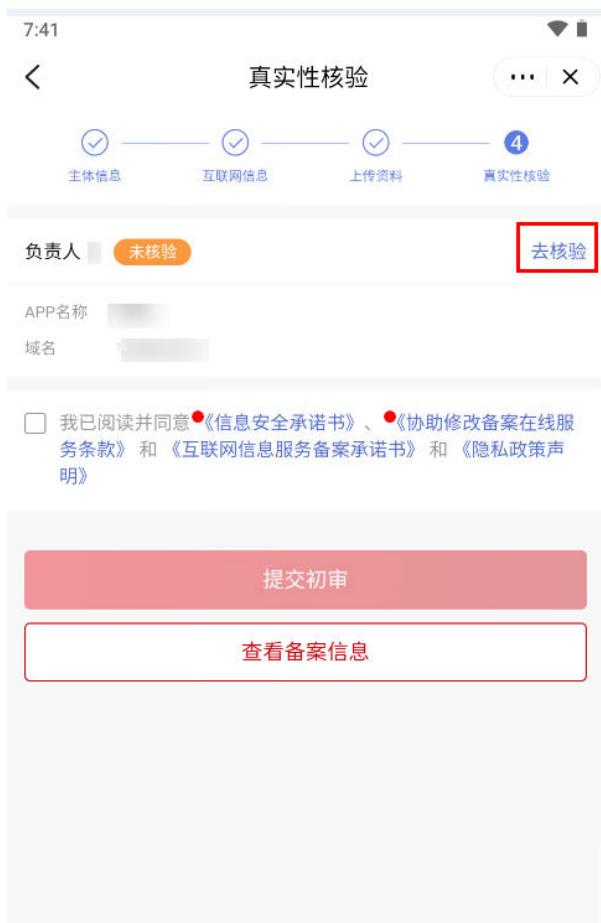 7:41
真实性核验
4
主体信息 互联网信息 上传资料 真实性核验
负责人 未核验 去核验
APP名称
域名
我已阅读并同意《信息安全承诺书》、《协助修改备案在线服
务条款》 和 《互联网信息服务备案承诺书》 和 《隐私政策声
明》
提交初审
查看备案信息